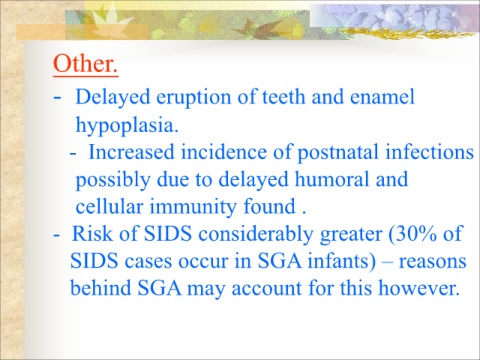 Other.
- Delayed eruption of teeth and enamel
hypoplasia.
- Increased incidence of postnatal infections
possibly due to delayed humoral and
cellular immunity found .
- Risk of SIDS considerably greater (30% of
SIDS cases occur in SGA infants) – reasons
behind SGA may account for this however.